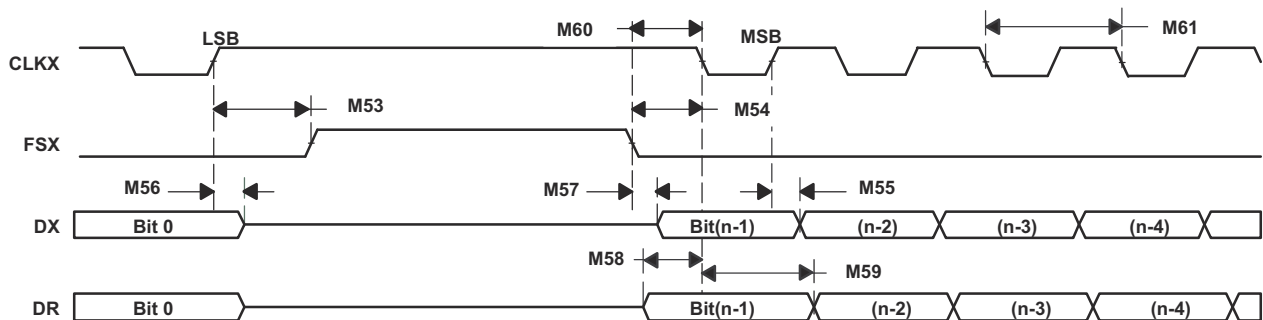 LSB M60 MSB M61
CLKX
M53 M54
FSX
M56 M57 M55
DX Bit 0 Bit(n-1) (n-2) (n-3) (n-4)
M58 M59
DR Bit 0 Bit(n-1) (n-2) (n-3) (n-4)